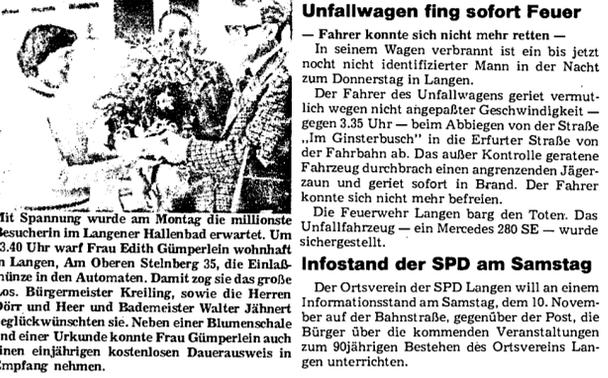 Mit Spannung wurde am Montag die millionste
Besucherin im Langener Hallenbad erwartet. Um
3.40 Uhr warf Frau Edith Gümperlein wohnhaft
in Langen, Am Oberen Steinberg 35, die Einlaß-
münze in den Automaten. Damit zog sie das große
Los. Bürgermeister Kreiling, sowie die Herren
Dörr und Heer und Bademeister Walter Jähnert
beglückwünschten sie. Neben einer Blumenschale
und einer Urkunde konnte Frau Gümperlein auch
einen einjährigen kostenlosen Dauerausweis in
Empfang nehmen.
Unfallwagen fing sofort Feuer
— Fahrer konnte sich nicht mehr retten —
In seinem Wagen verbrannt ist ein bis jetzt
nocht nicht identifizierter Mann in der Nacht
zum Donnerstag in Langen.
Der Fahrer des Unfallwagens geriet vermut-
lich wegen nicht angepaßter Geschwindigkeit —
gegen 3.35 Uhr — beim Abbiegen von der Straße
„Im Ginsterbusch" in die Erfurter Straße von
der Fahrbahn ab. Das außer Kontrolle geratene
Fahrzeug durchbrach einen angrenzenden Jäger-
zaun und geriet sofort in Brand. Der Fahrer
konnte sich nicht mehr befreien.
Die Feuerwehr Langen barg den Toten. Das
Unfallfahrzeug — ein Mercedes 280 SE — wurde
sichergestellt.
Infostand der SPD am Samstag
Der Ortsverein der SPD Langen will an einem
Informationsstand am Samstag, dem 10. Novem-
ber auf der Bahnstraße, gegenüber der Post, die
Bürger über die kommenden Veranstaltungen
zum 90jährigen Bestehen des Ortsvereins Lan-
gen unterrichten.